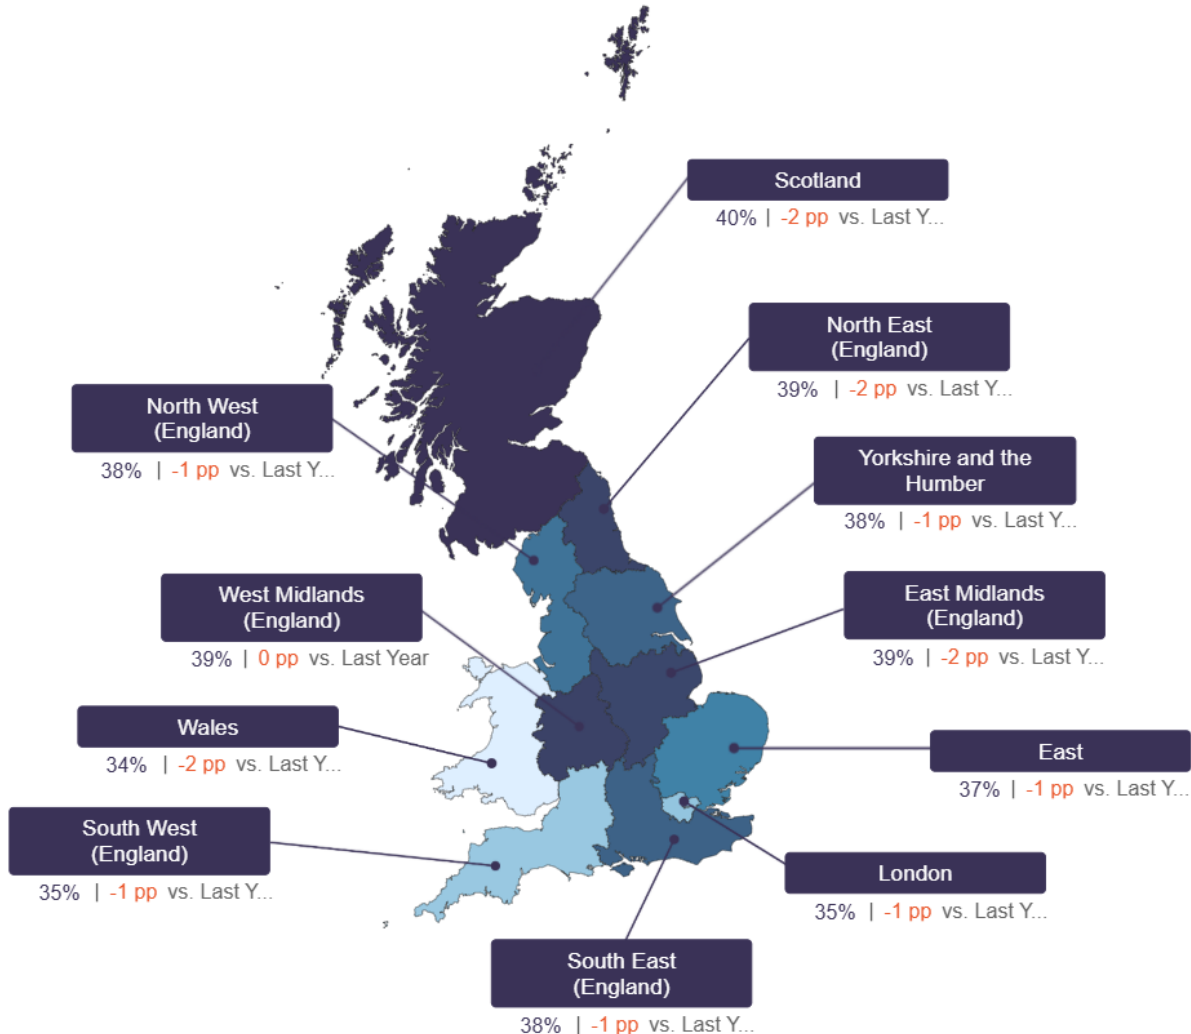 Scotland
40% | -2 pp vs. Last Y...
North East
(England)
39% | -2 pp vs. Last Y...
North West
(England)
38% | -1 pp vs. Last Y...
Yorkshire and the
Humber
38% | -1 pp vs. Last Y...
West Midlands
(England)
39% | 0 pp vs. Last Year
East Midlands
(England)
39% | -2 pp vs. Last Y...
Wales
34% | -2 pp vs. Last Y...
East
37% | -1 pp vs. Last Y...
South West
(England)
35% | -1 pp vs. Last Y...
London
35% | -1 pp vs. Last Y...
South East
(England)
38% | -1 pp vs. Last Y...